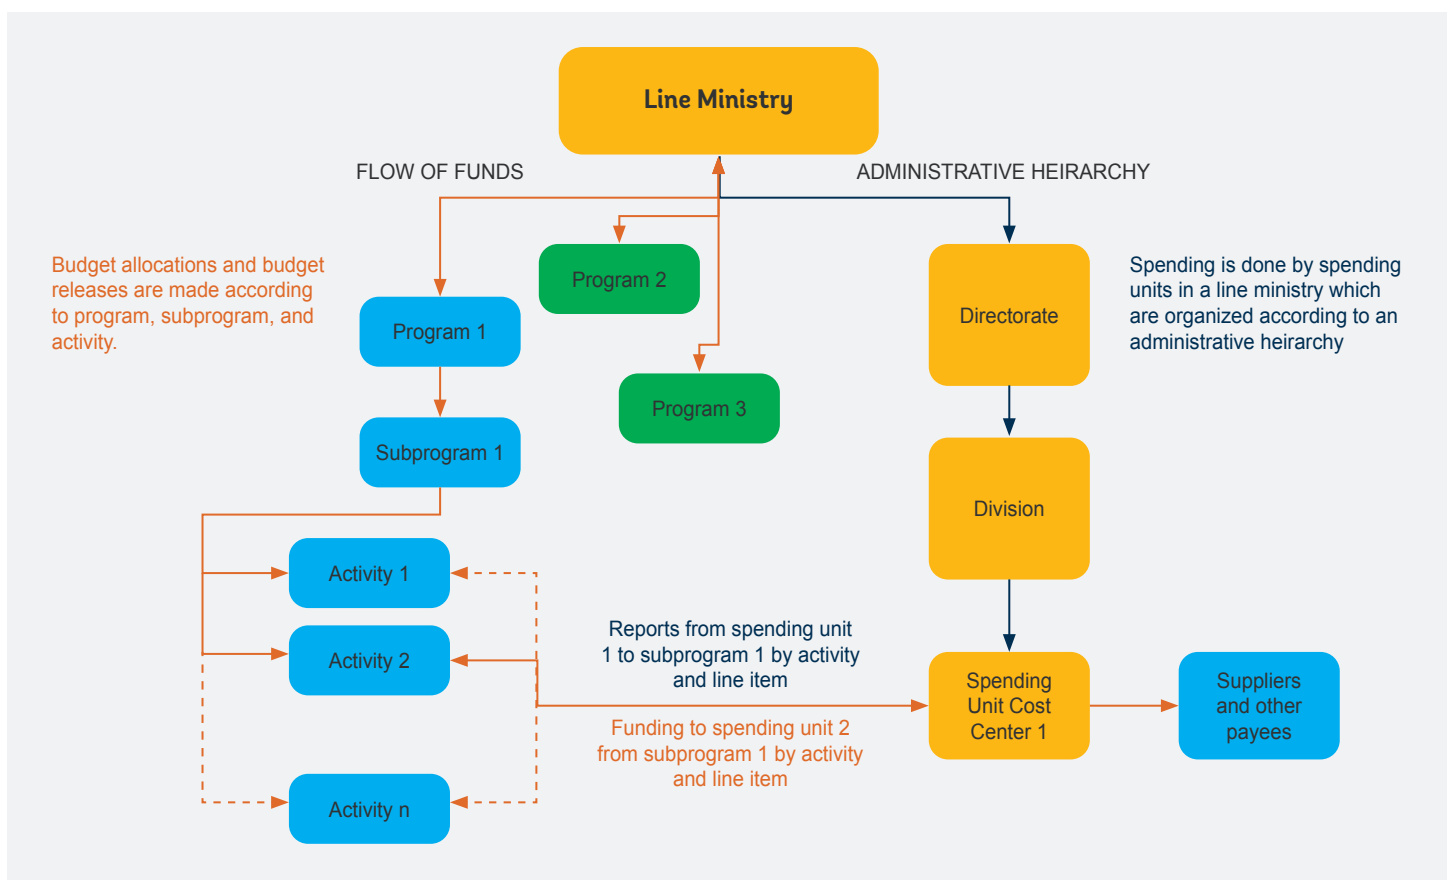 Line Ministry
FLOW OF FUNDS
ADMINISTRATIVE HEIRARCHY
Budget allocations and budget
releases are made according
to program, subprogram, and
activity.
Program 2
Program 1
Program 3
Subprogram 1
Directorate
Spending is done by spending
units in a line ministry which
are organized according to an
administrative heirarchy
Division
Activity 1
Activity 2
Activity n
Reports from spending unit
1 to subprogram 1 by activity
and line item
Funding to spending unit 2
from subprogram 1 by activity
and line item
Spending
Unit Cost
Center 1
Suppliers
and other
payees